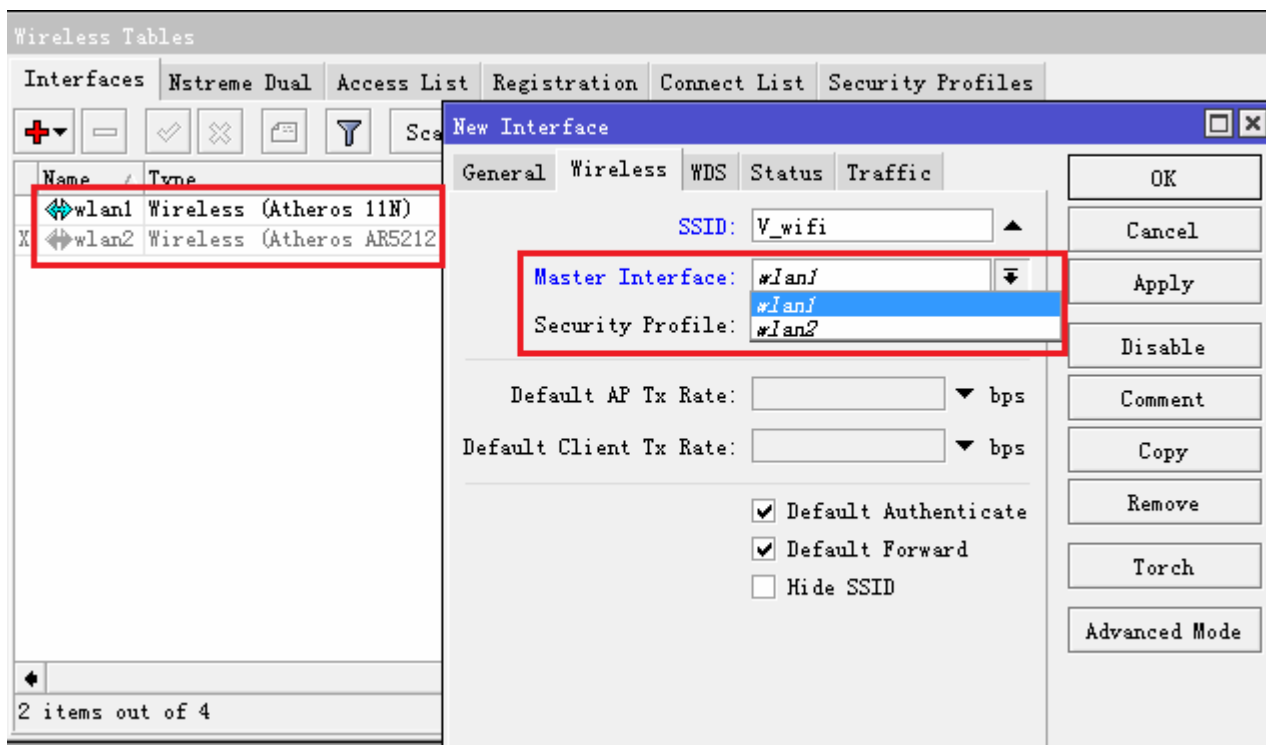 Wireless Tables
Interfaces Nstreme Dual Access List Registration Connect List Security Profiles
New Interface
General Wireless WDS Status Traffic
Name Type
wlan1 Wireless (Atheros 11N)
X wlan2 Wireless (Atheros AR5212
SSID: V_wifi
Master Interface: wlan1
wlan1
Security Profile: wlan2
Default AP Tx Rate: bps
Default Client Tx Rate: bps
Default Authenticate
Default Forward
Hide SSID
OK
Cancel
Apply
Disable
Comment
Copy
Remove
Torch
Advanced Mode
2 items out of 4